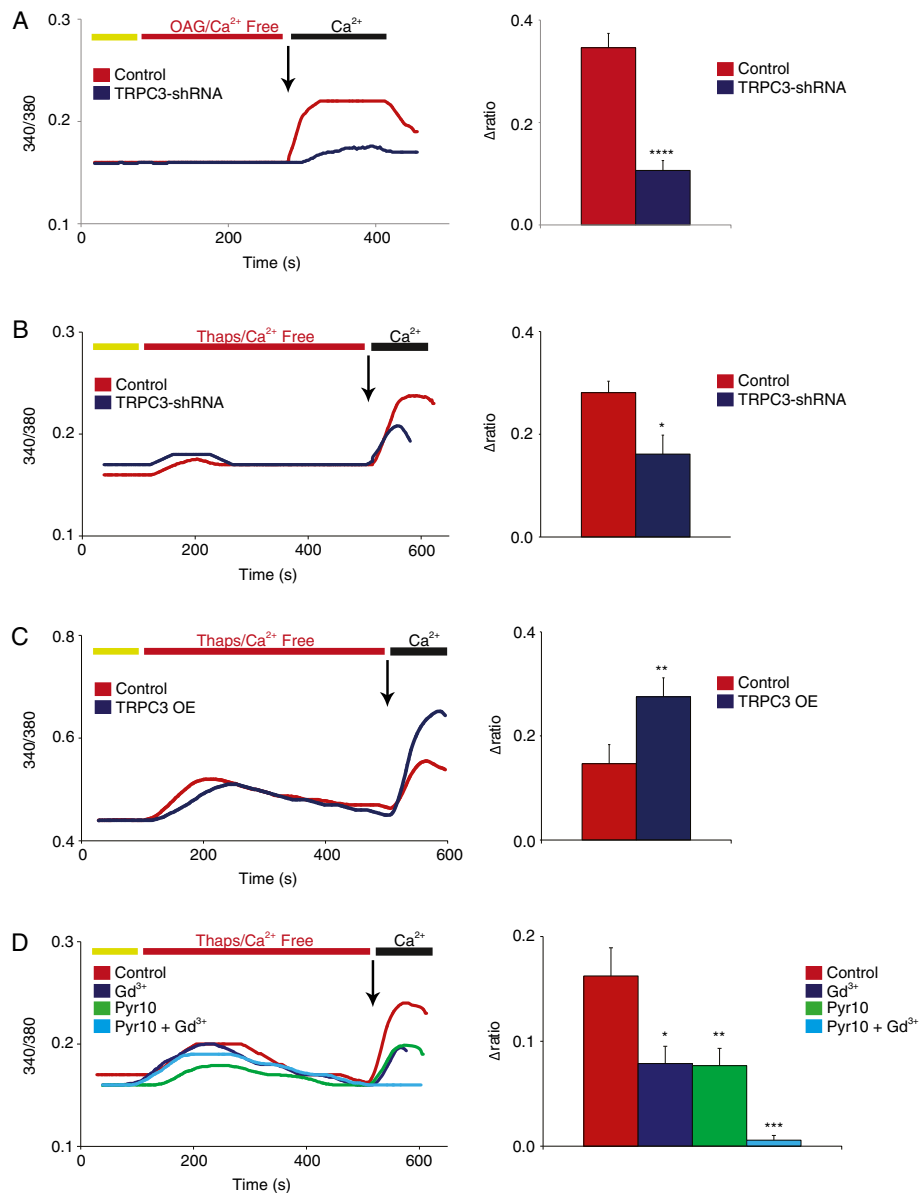 A
OAG/Ca²⁺ Free
Ca²⁺
Control
TRPC3-shRNA
340/380
0.3
0.2
0.1
0
200
400
Time (s)
Δratio
0.4
0.2
0.0
****
Control
TRPC3-shRNA
B
Thaps/Ca²⁺ Free
Ca²⁺
Control
TRPC3-shRNA
340/380
0.3
0.2
0.1
0
200
400
600
Time (s)
Δratio
0.4
0.2
0.0
*
Control
TRPC3-shRNA
C
Thaps/Ca²⁺ Free
Ca²⁺
Control
TRPC3 OE
340/380
0.8
0.6
0.4
0
200
400
600
Time (s)
Δratio
0.4
0.2
0.0
**
Control
TRPC3 OE
D
Thaps/Ca²⁺ Free
Ca²⁺
Control
Gd³⁺
Pyr10
Pyr10 + Gd³⁺
340/380
0.3
0.2
0.1
0
200
400
600
Time (s)
Δratio
0.2
0.1
0.0
*
**
***
Control
Gd³⁺
Pyr10
Pyr10 + Gd³⁺